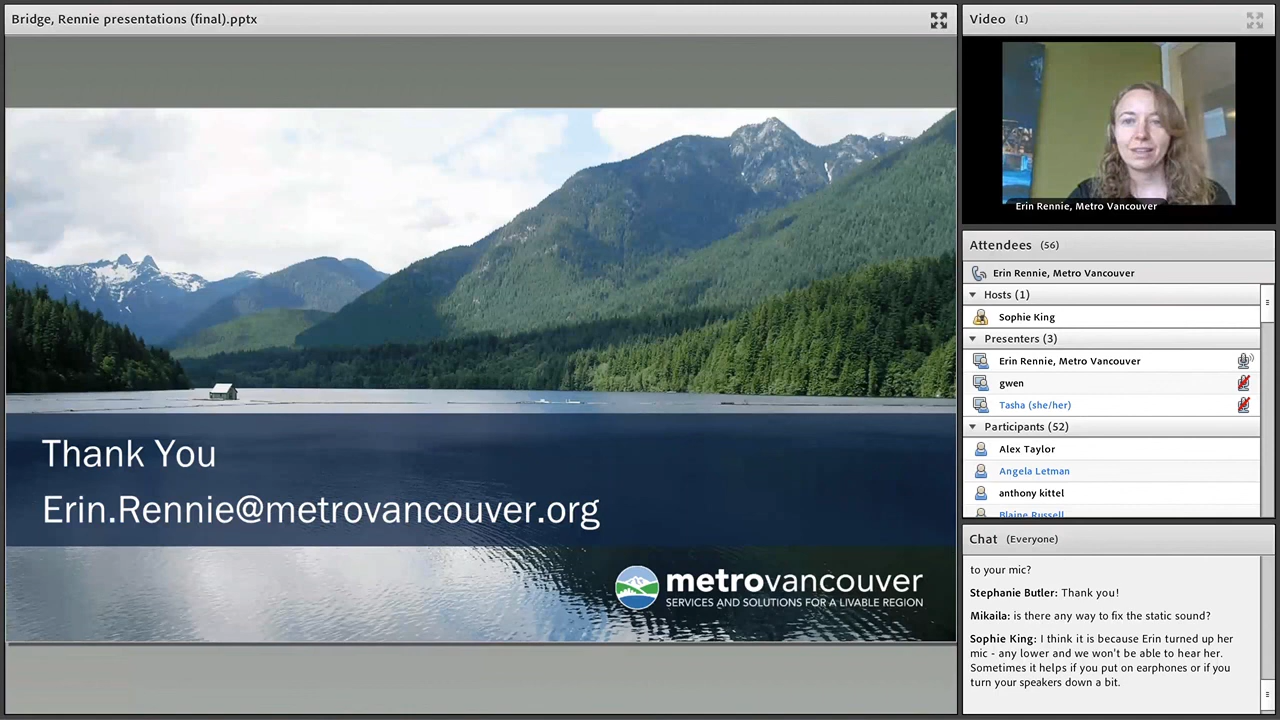 Bridge, Rennie presentations (final).pptx
Thank You
Erin.Rennie@metrovancouver.org
metrovancouver
SERVICES AND SOLUTIONS FOR A LIVABLE REGION
Video (1)
Erin Rennie, Metro Vancouver
Attendees (56)
Erin Rennie, Metro Vancouver
Hosts (1)
Sophie King
Presenters (3)
Erin Rennie, Metro Vancouver
gwen
Tasha (she/her)
Participants (52)
Alex Taylor
Angela Letman
anthony kittel
Blaine Russell
Chat (Everyone)
to your mic?
Stephanie Butler: Thank you!
Mikaila: is there any way to fix the static sound?
Sophie King: I think it is because Erin turned up her
mic - any lower and we won't be able to hear her.
Sometimes it helps if you put on earphones or if you
turn your speakers down a bit.